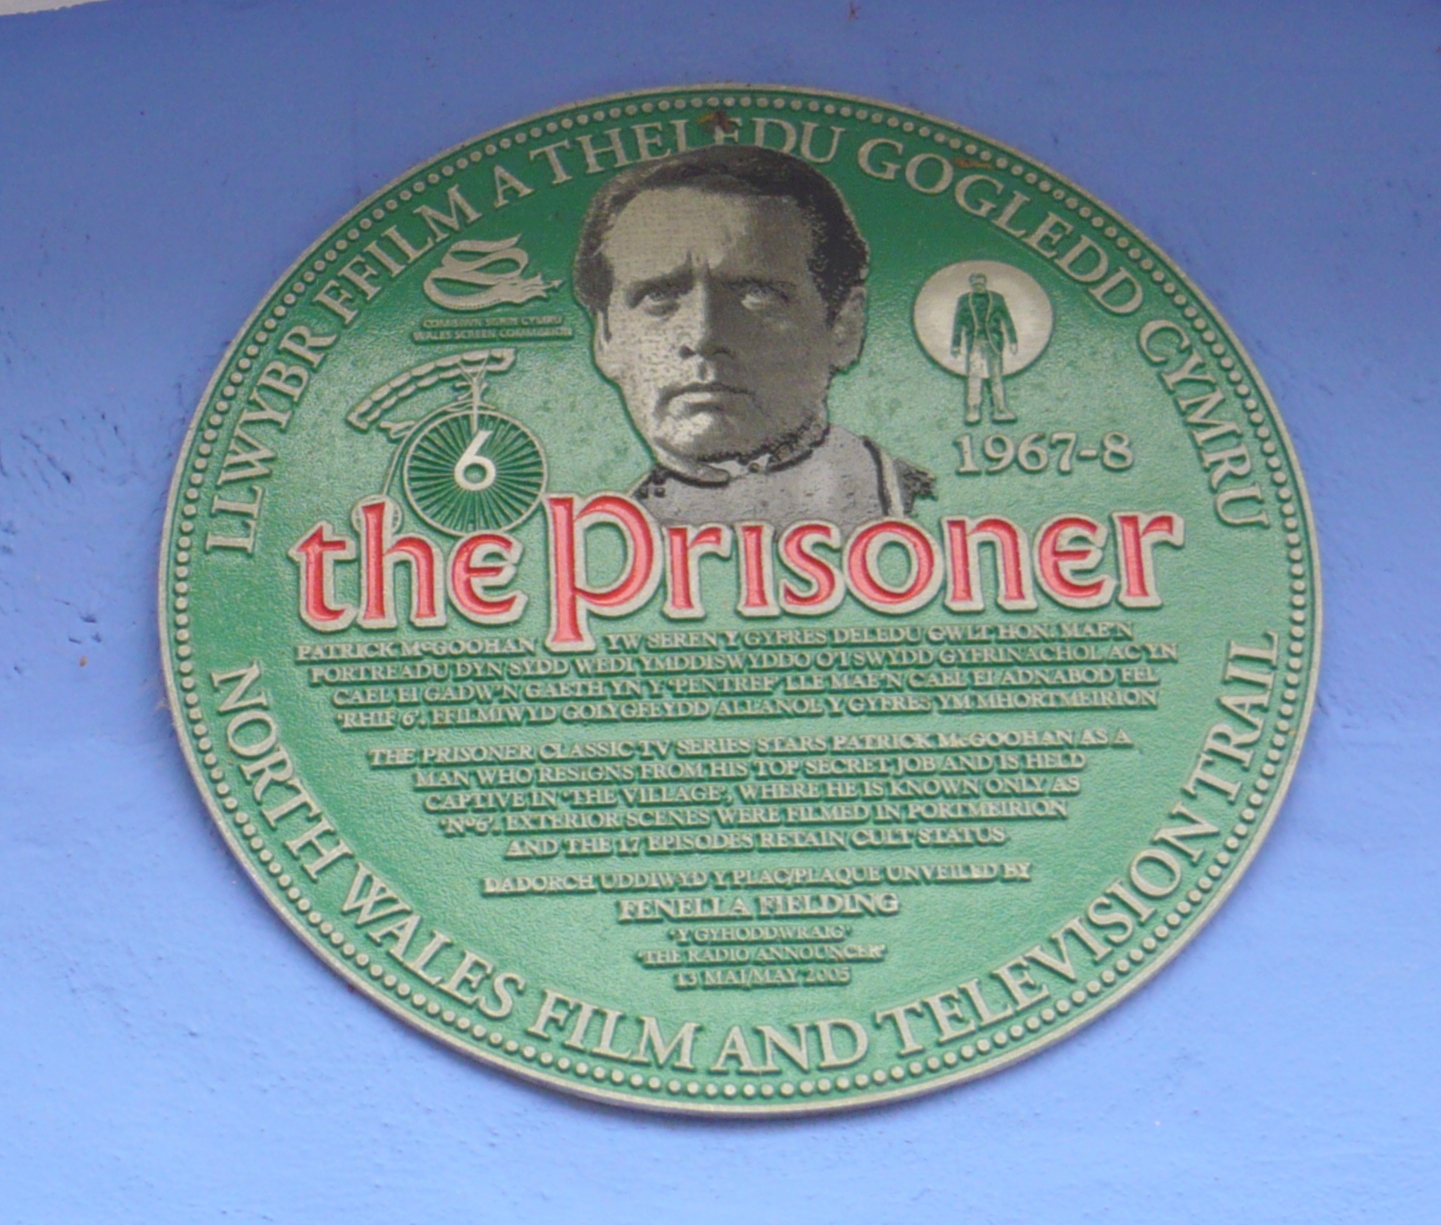 LLWYBR FFILM A THELEDU GOGLEDD CYMRU
COMISIWN SGRIN CYMRU
WALES SCREEN COMMISSION
6
1967-8
the Prisoner
PATRICK McGOOHAN YW SEREN Y GYFRES DELEDU GWLT HON. MAE'N
PORTREADU DYN SYDD WEDI YMDDISWYDDO O'I SWYDD GYFRINACHOL AC YN
CAEL EI GADW'N GAETH YN Y 'PENTREF' LLE MAE'N CAEL EI ADNABOD FEL
'RHIF 6'. FFILMIWYD GOLYGFEYDD ALLANOL Y GYFRES YM MHORTMEIRION
THE PRISONER CLASSIC TV SERIES STARS PATRICK McGOOHAN AS A
MAN WHO RESIGNS FROM HIS TOP SECRET JOB AND IS HELD
CAPTIVE IN 'THE VILLAGE', WHERE HE IS KNOWN ONLY AS
'Nº6'. EXTERIOR SCENES WERE FILMED IN PORTMEIRION
AND THE 17 EPISODES RETAIN CULT STATUS
DADORCHUDDIWYD Y PLAC/PLAQUE UNVEILED BY
FENELLA FIELDING
'Y GYHODDWRAIG'
'THE RADIO ANNOUNCER'
13 MAI/MAY, 2005
NORTH WALES FILM AND TELEVISION TRAIL